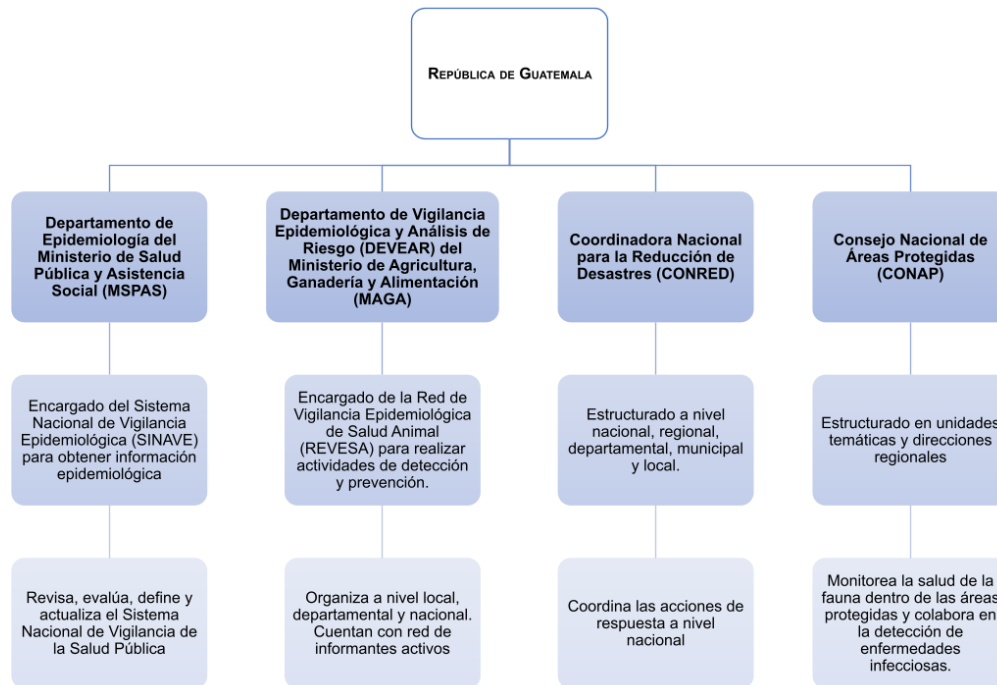 REPÚBLICA DE GUATEMALA
Departamento de
Epidemiología del
Ministerio de Salud
Pública y Asistencia
Social (MSPAS)
Departamento de Vigilancia
Epidemiológica y Análisis de
Riesgo (DEVEAR) del
Ministerio de Agricultura,
Ganadería y Alimentación
(MAGA)
Coordinadora Nacional
para la Reducción de
Desastres (CONRED)
Consejo Nacional de
Áreas Protegidas
(CONAP)
Encargado del Sistema
Nacional de Vigilancia
Epidemiológica (SINAVE)
para obtener información
epidemiológica
Encargado de la Red de
Vigilancia Epidemiológica
de Salud Animal
(REVESA) para realizar
actividades de detección
y prevención.
Estructurado a nivel
nacional, regional,
departamental, municipal
y local.
Estructurado en unidades
temáticas y direcciones
regionales
Revisa, evalúa, define y
actualiza el Sistema
Nacional de Vigilancia de
la Salud Pública
Organiza a nivel local,
departamental y nacional.
Cuentan con red de
informantes activos
Coordina las acciones de
respuesta a nivel
nacional
Monitorea la salud de la
fauna dentro de las áreas
protegidas y colabora en
la detección de
enfermedades
infecciosas.